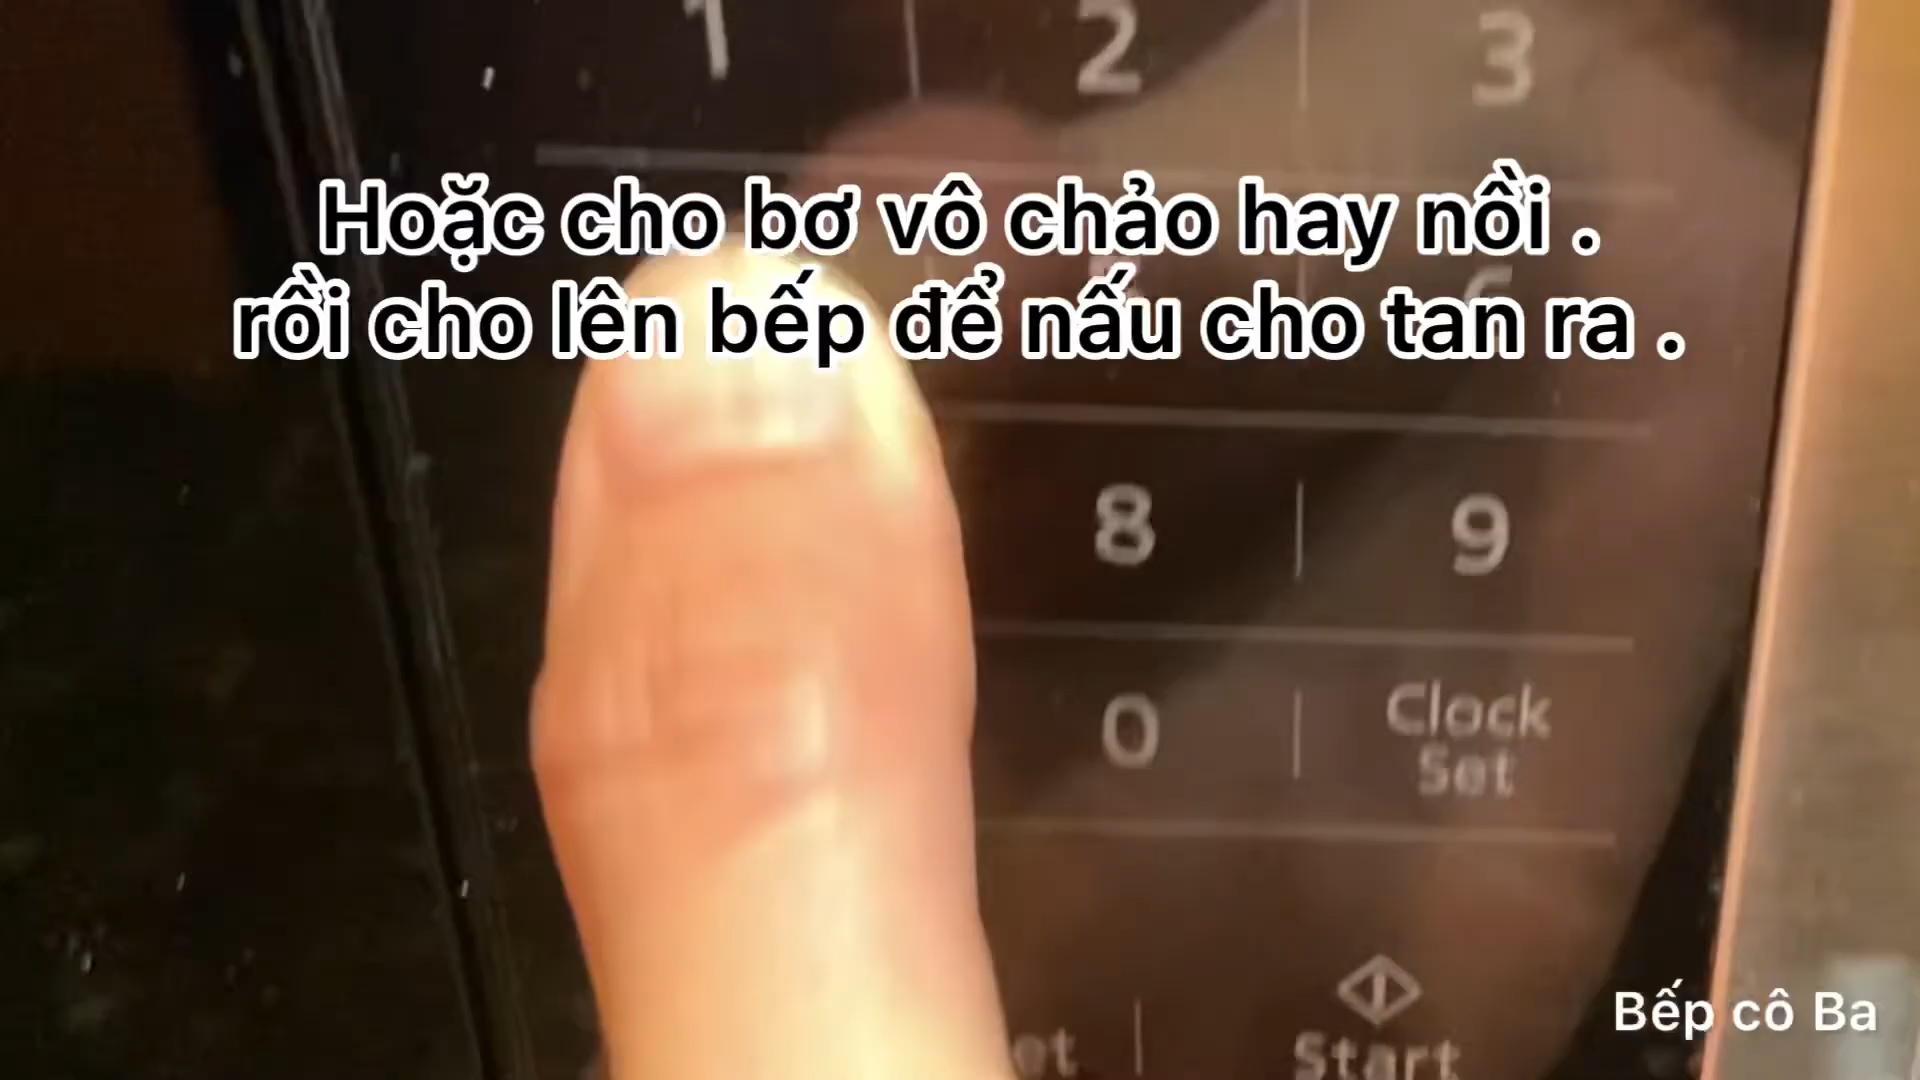 1 2 3
Hoặc cho bơ vô chảo hay nồi .
rồi cho lên bếp để nấu cho tan ra .
8 9
0 Clock
Set
Start
Bếp cô Ba